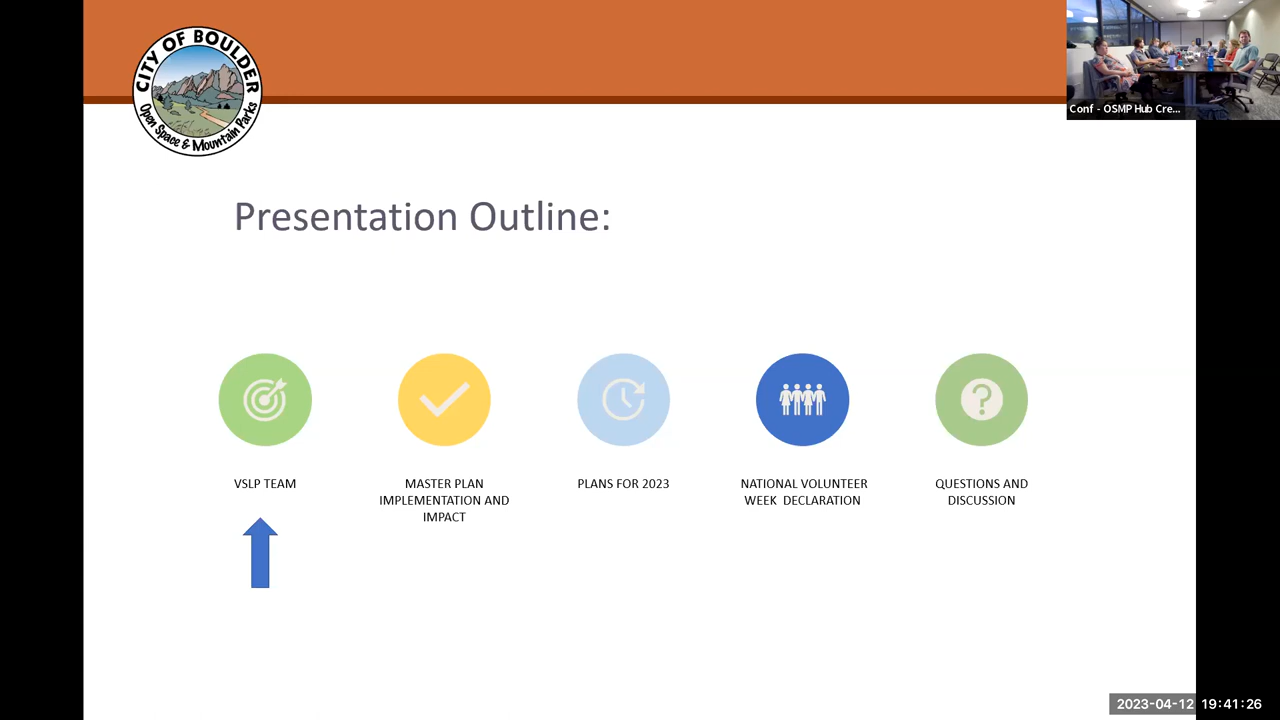 CITY OF BOULDER
Open Space & Mountain Parks
Conf - OSMP Hub Cre...
Presentation Outline:
VSLP TEAM
MASTER PLAN
IMPLEMENTATION AND
IMPACT
PLANS FOR 2023
NATIONAL VOLUNTEER
WEEK DECLARATION
QUESTIONS AND
DISCUSSION
2023-04-12 19:41:26